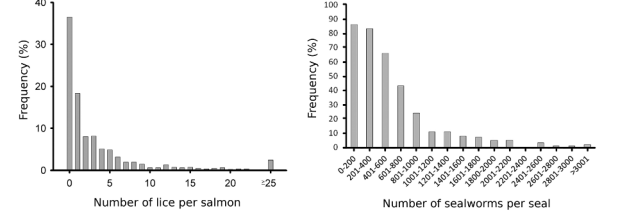 40
30
20
10
0
Frequency (%)
0 5 10 15 20 ≥25
Number of lice per salmon
100
90
80
70
60
50
40
30
20
10
0
Frequency (%)
0-200 201-400 401-600 601-800 801-1000 1001-1200 1201-1401 1401-1601 1601-1800 1800-2000 2001-2200 2201-2400 2401-2600 2601-2800 2801-3000 >3001
Number of sealworms per seal